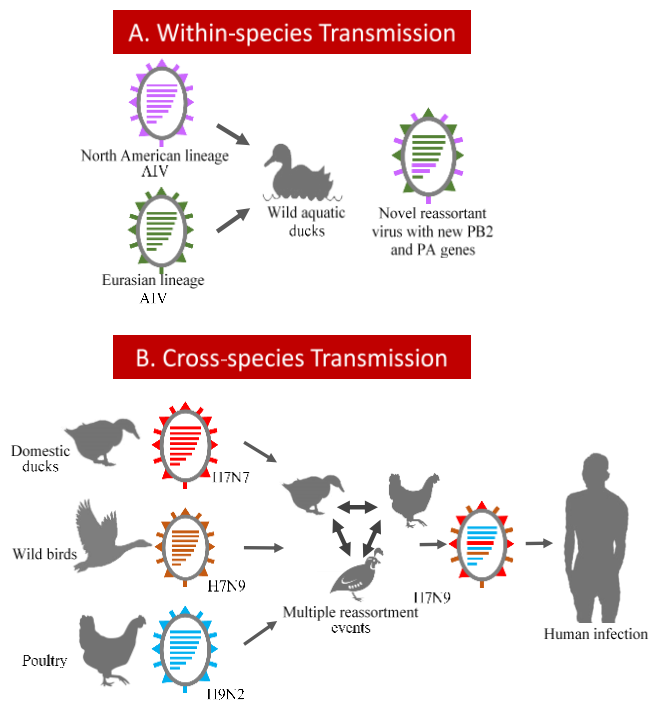 A. Within-species Transmission
North American lineage
AIV
Eurasian lineage
AIV
Wild aquatic
ducks
Novel reassortant
virus with new PB2
and PA genes
B. Cross-species Transmission
Domestic
ducks
H7N7
Wild birds
H7N9
Poultry
H9N2
Multiple reassortment
events
H7N9
Human infection